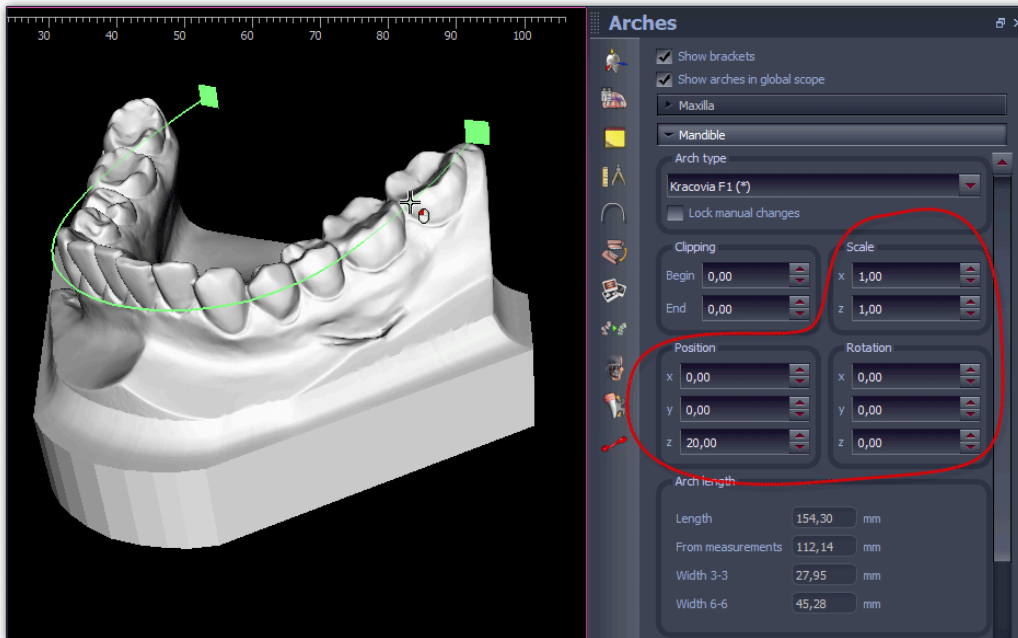 30 40 50 60 70 80 90 100
Arches
Show brackets
Show arches in global scope
Maxilla
Mandible
Arch type
Kracovia F1 (*)
Lock manual changes
Clipping
Begin 0,00
End 0,00
Scale
x 1,00
z 1,00
Position
x 0,00
y 0,00
z 20,00
Rotation
x 0,00
y 0,00
z 0,00
Arch length
Length 154,30 mm
From measurements 112,14 mm
Width 3-3 27,95 mm
Width 6-6 45,28 mm